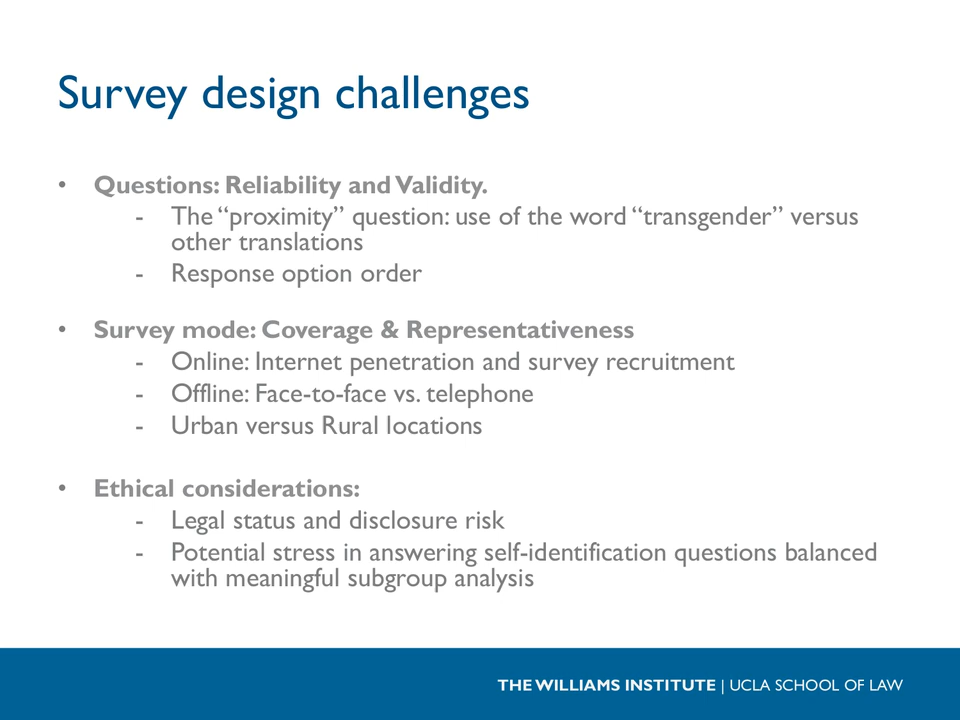 Survey design challenges
• Questions: Reliability and Validity.
- The “proximity” question: use of the word “transgender” versus
other translations
- Response option order
• Survey mode: Coverage & Representativeness
- Online: Internet penetration and survey recruitment
- Offline: Face-to-face vs. telephone
- Urban versus Rural locations
• Ethical considerations:
- Legal status and disclosure risk
- Potential stress in answering self-identification questions balanced
with meaningful subgroup analysis
THE WILLIAMS INSTITUTE | UCLA SCHOOL OF LAW